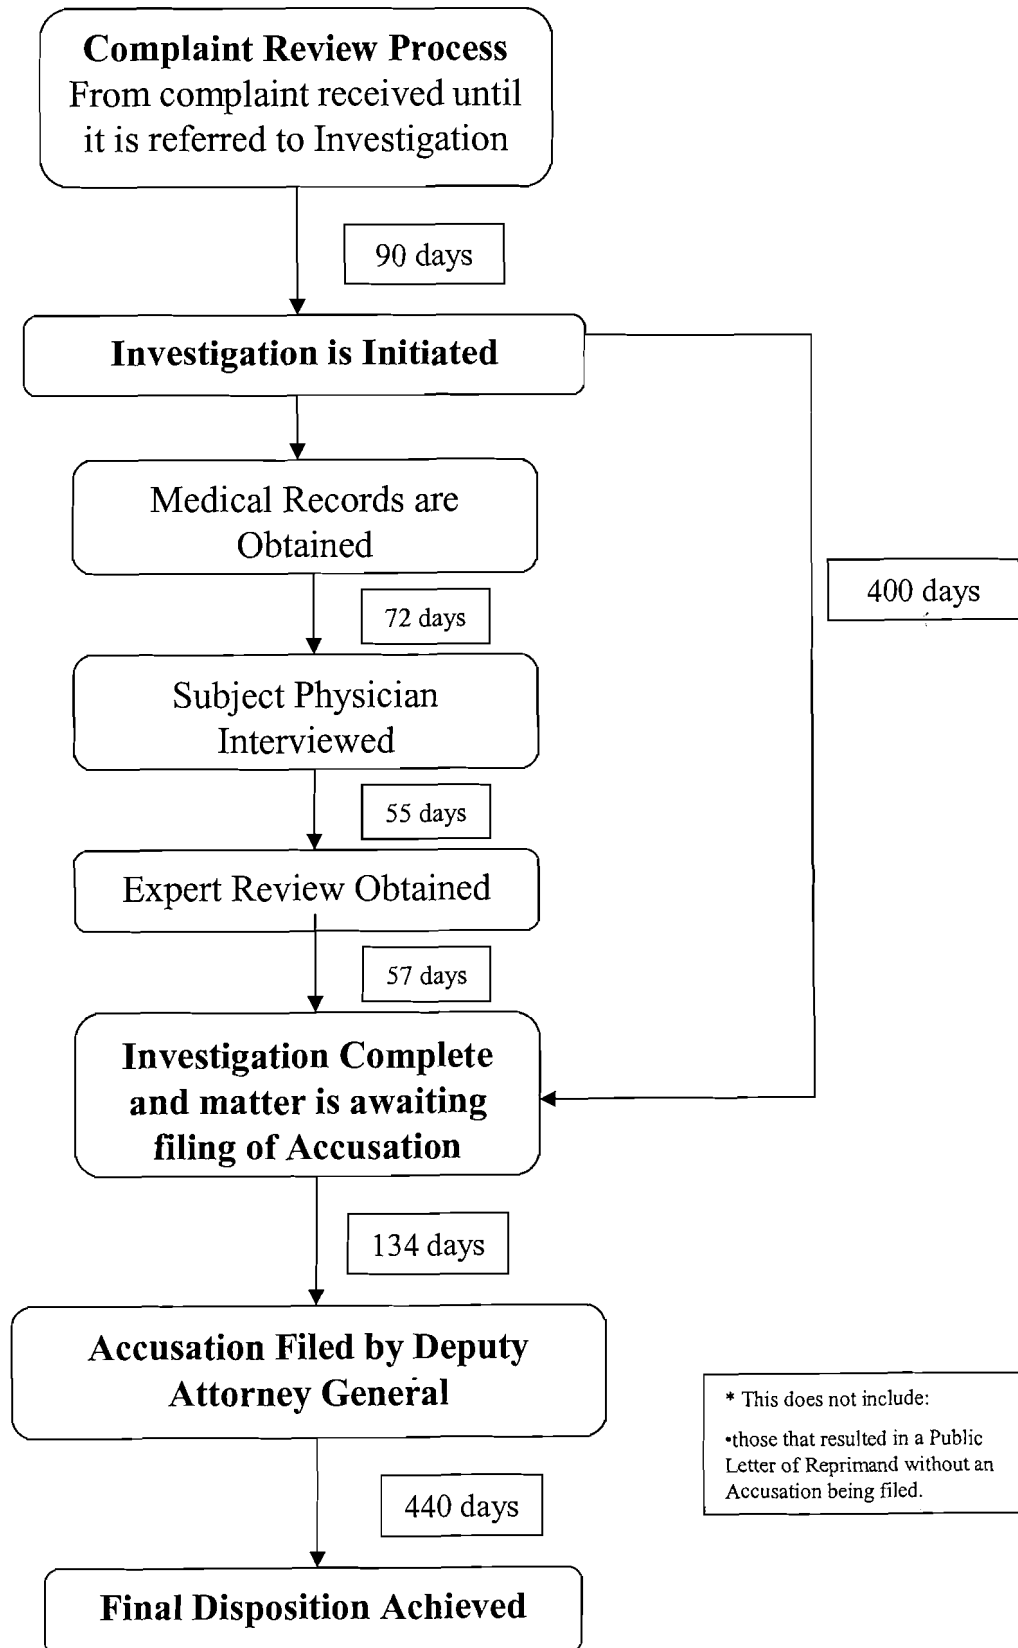 Complaint Review Process
From complaint received until
it is referred to Investigation
90 days
Investigation is Initiated
Medical Records are
Obtained
400 days
72 days
Subject Physician
Interviewed
55 days
Expert Review Obtained
57 days
Investigation Complete
and matter is awaiting
filing of Accusation
134 days
Accusation Filed by Deputy
Attorney General
* This does not include:
•those that resulted in a Public
Letter of Reprimand without an
Accusation being filed.
440 days
Final Disposition Achieved